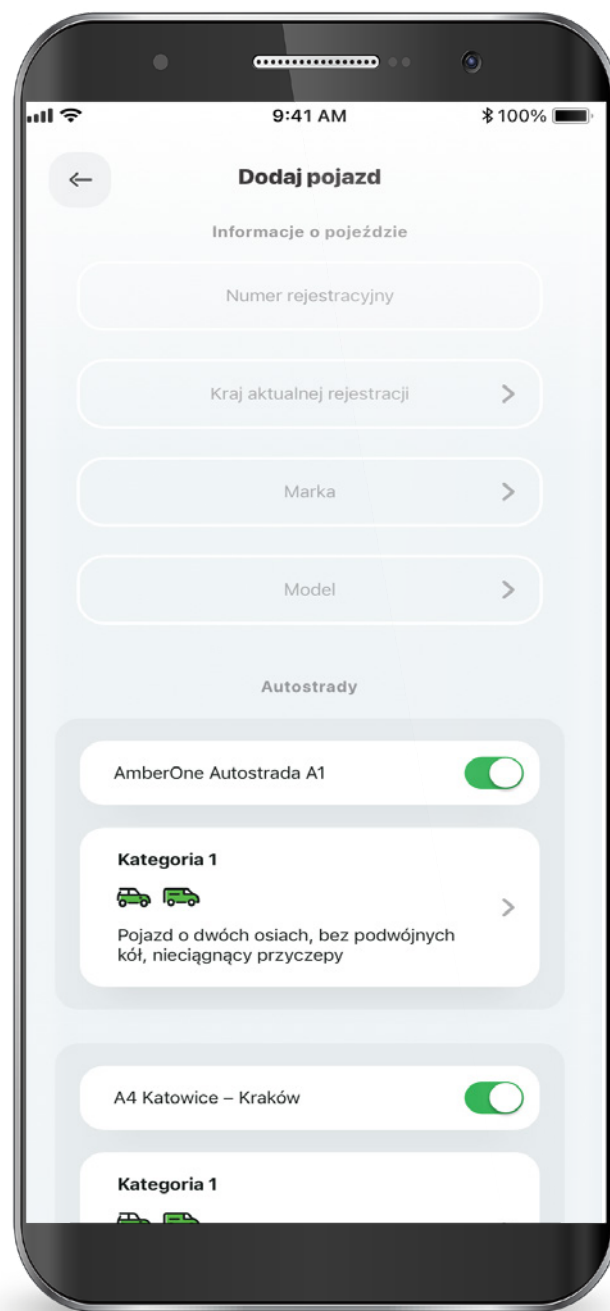 9:41 AM
100%
Dodaj pojazd
Informacje o pojeździe
Numer rejestracyjny
Kraj aktualnej rejestracji
Marka
Model
Autostrady
AmberOne Autostrada A1
Kategoria 1
Pojazd o dwóch osiach, bez podwójnych
kół, nieciągnący przyczepy
A4 Katowice – Kraków
Kategoria 1